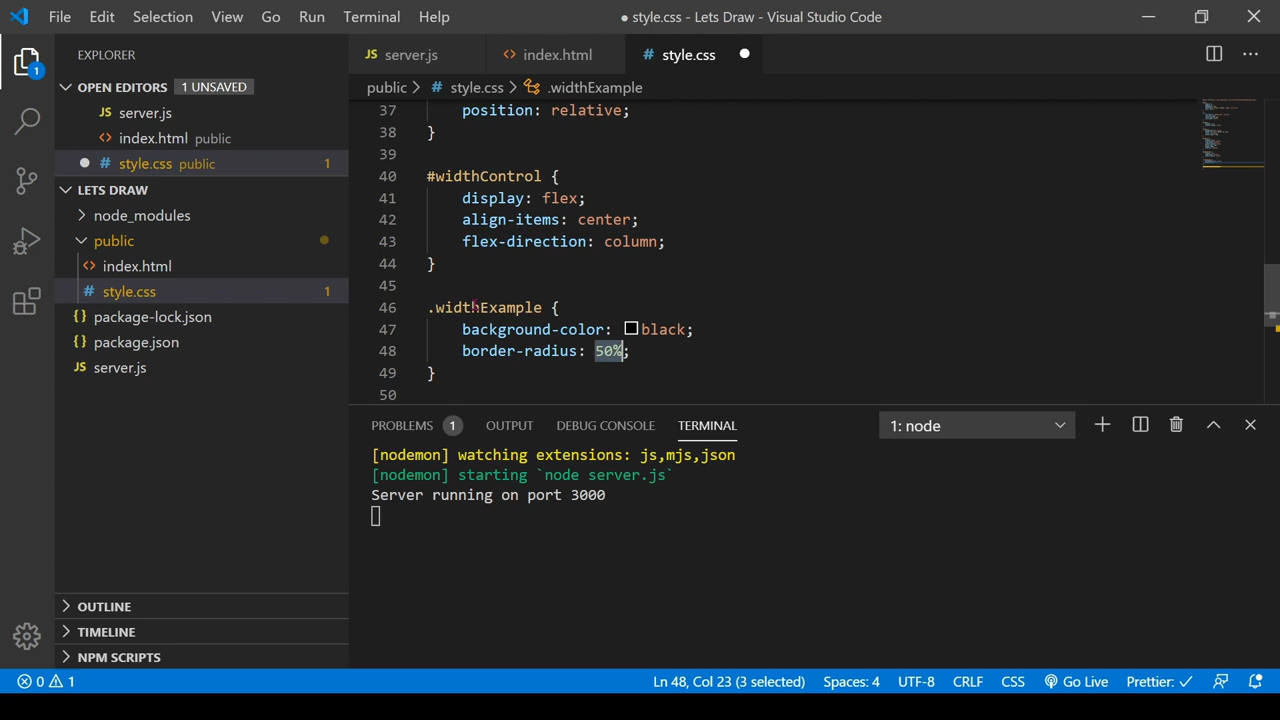 File Edit Selection View Go Run Terminal Help
● style.css - Lets Draw - Visual Studio Code
EXPLORER
OPEN EDITORS 1 UNSAVED
JS server.js
<> index.html public
# style.css public 1
LETS DRAW
node_modules
public
<> index.html
# style.css 1
{} package-lock.json
{} package.json
JS server.js
OUTLINE
TIMELINE
NPM SCRIPTS
1
JS server.js
<> index.html
# style.css
public > # style.css > .widthExample
37 position: relative;
38 }
39
40 #widthControl {
41 display: flex;
42 align-items: center;
43 flex-direction: column;
44 }
45
46 .widthExample {
47 background-color: black;
48 border-radius: 50%;
49 }
50
PROBLEMS 1 OUTPUT DEBUG CONSOLE TERMINAL 1: node
[nodemon] watching extensions: js,mjs,json
[nodemon] starting `node server.js`
Server running on port 3000
0 1 Ln 48, Col 23 (3 selected) Spaces: 4 UTF-8 CRLF CSS Go Live Prettier: ✓